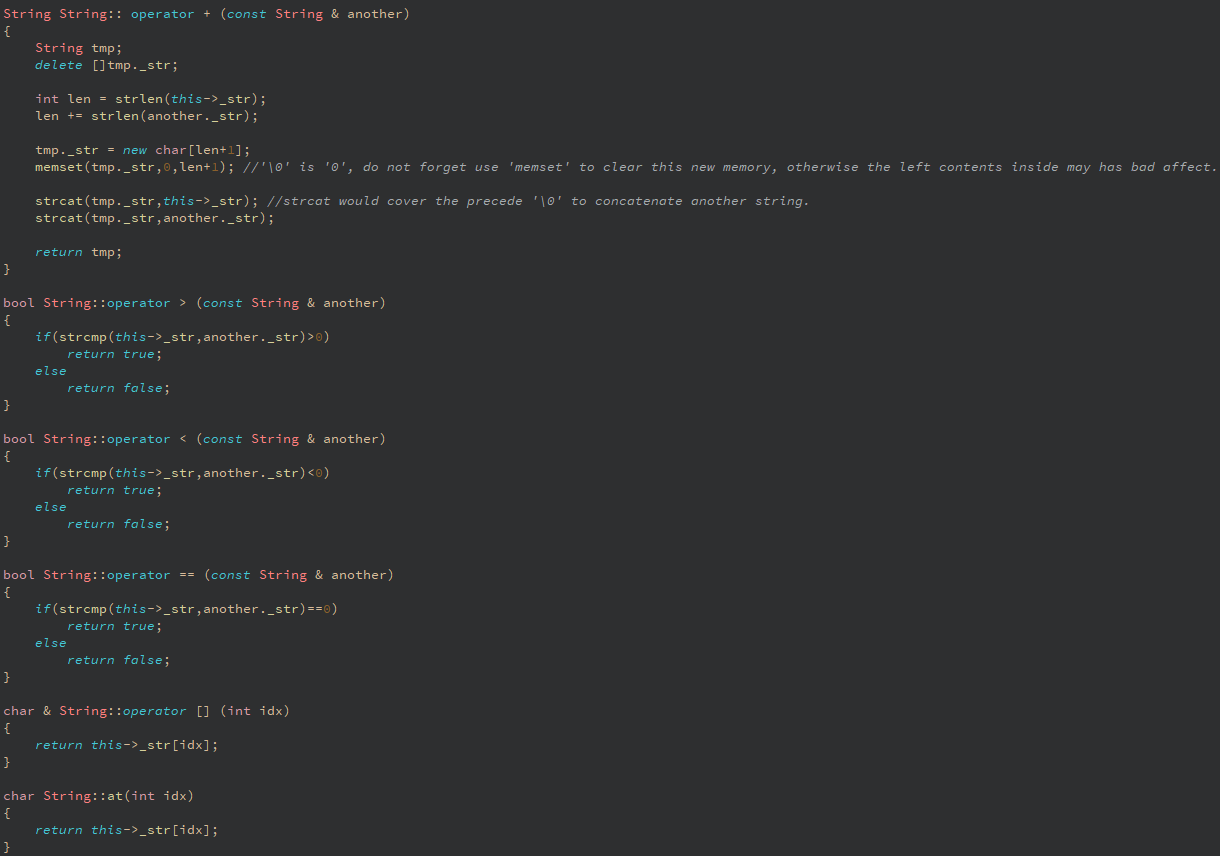 String String:: operator + (const String & another)
{
    String tmp;
    delete []tmp._str;

    int len = strlen(this->_str);
    len += strlen(another._str);

    tmp._str = new char[len+1];
    memset(tmp._str,0,len+1); //'\0' is '0', do not forget use 'memset' to clear this new memory, otherwise the left contents inside may has bad affect.

    strcat(tmp._str,this->_str); //strcat would cover the precede '\0' to concatenate another string.
    strcat(tmp._str,another._str);

    return tmp;
}

bool String::operator > (const String & another)
{
    if(strcmp(this->_str,another._str)>0)
        return true;
    else
        return false;
}

bool String::operator < (const String & another)
{
    if(strcmp(this->_str,another._str)<0)
        return true;
    else
        return false;
}

bool String::operator == (const String & another)
{
    if(strcmp(this->_str,another._str)==0)
        return true;
    else
        return false;
}

char & String::operator [] (int idx)
{
    return this->_str[idx];
}

char String::at(int idx)
{
    return this->_str[idx];
}